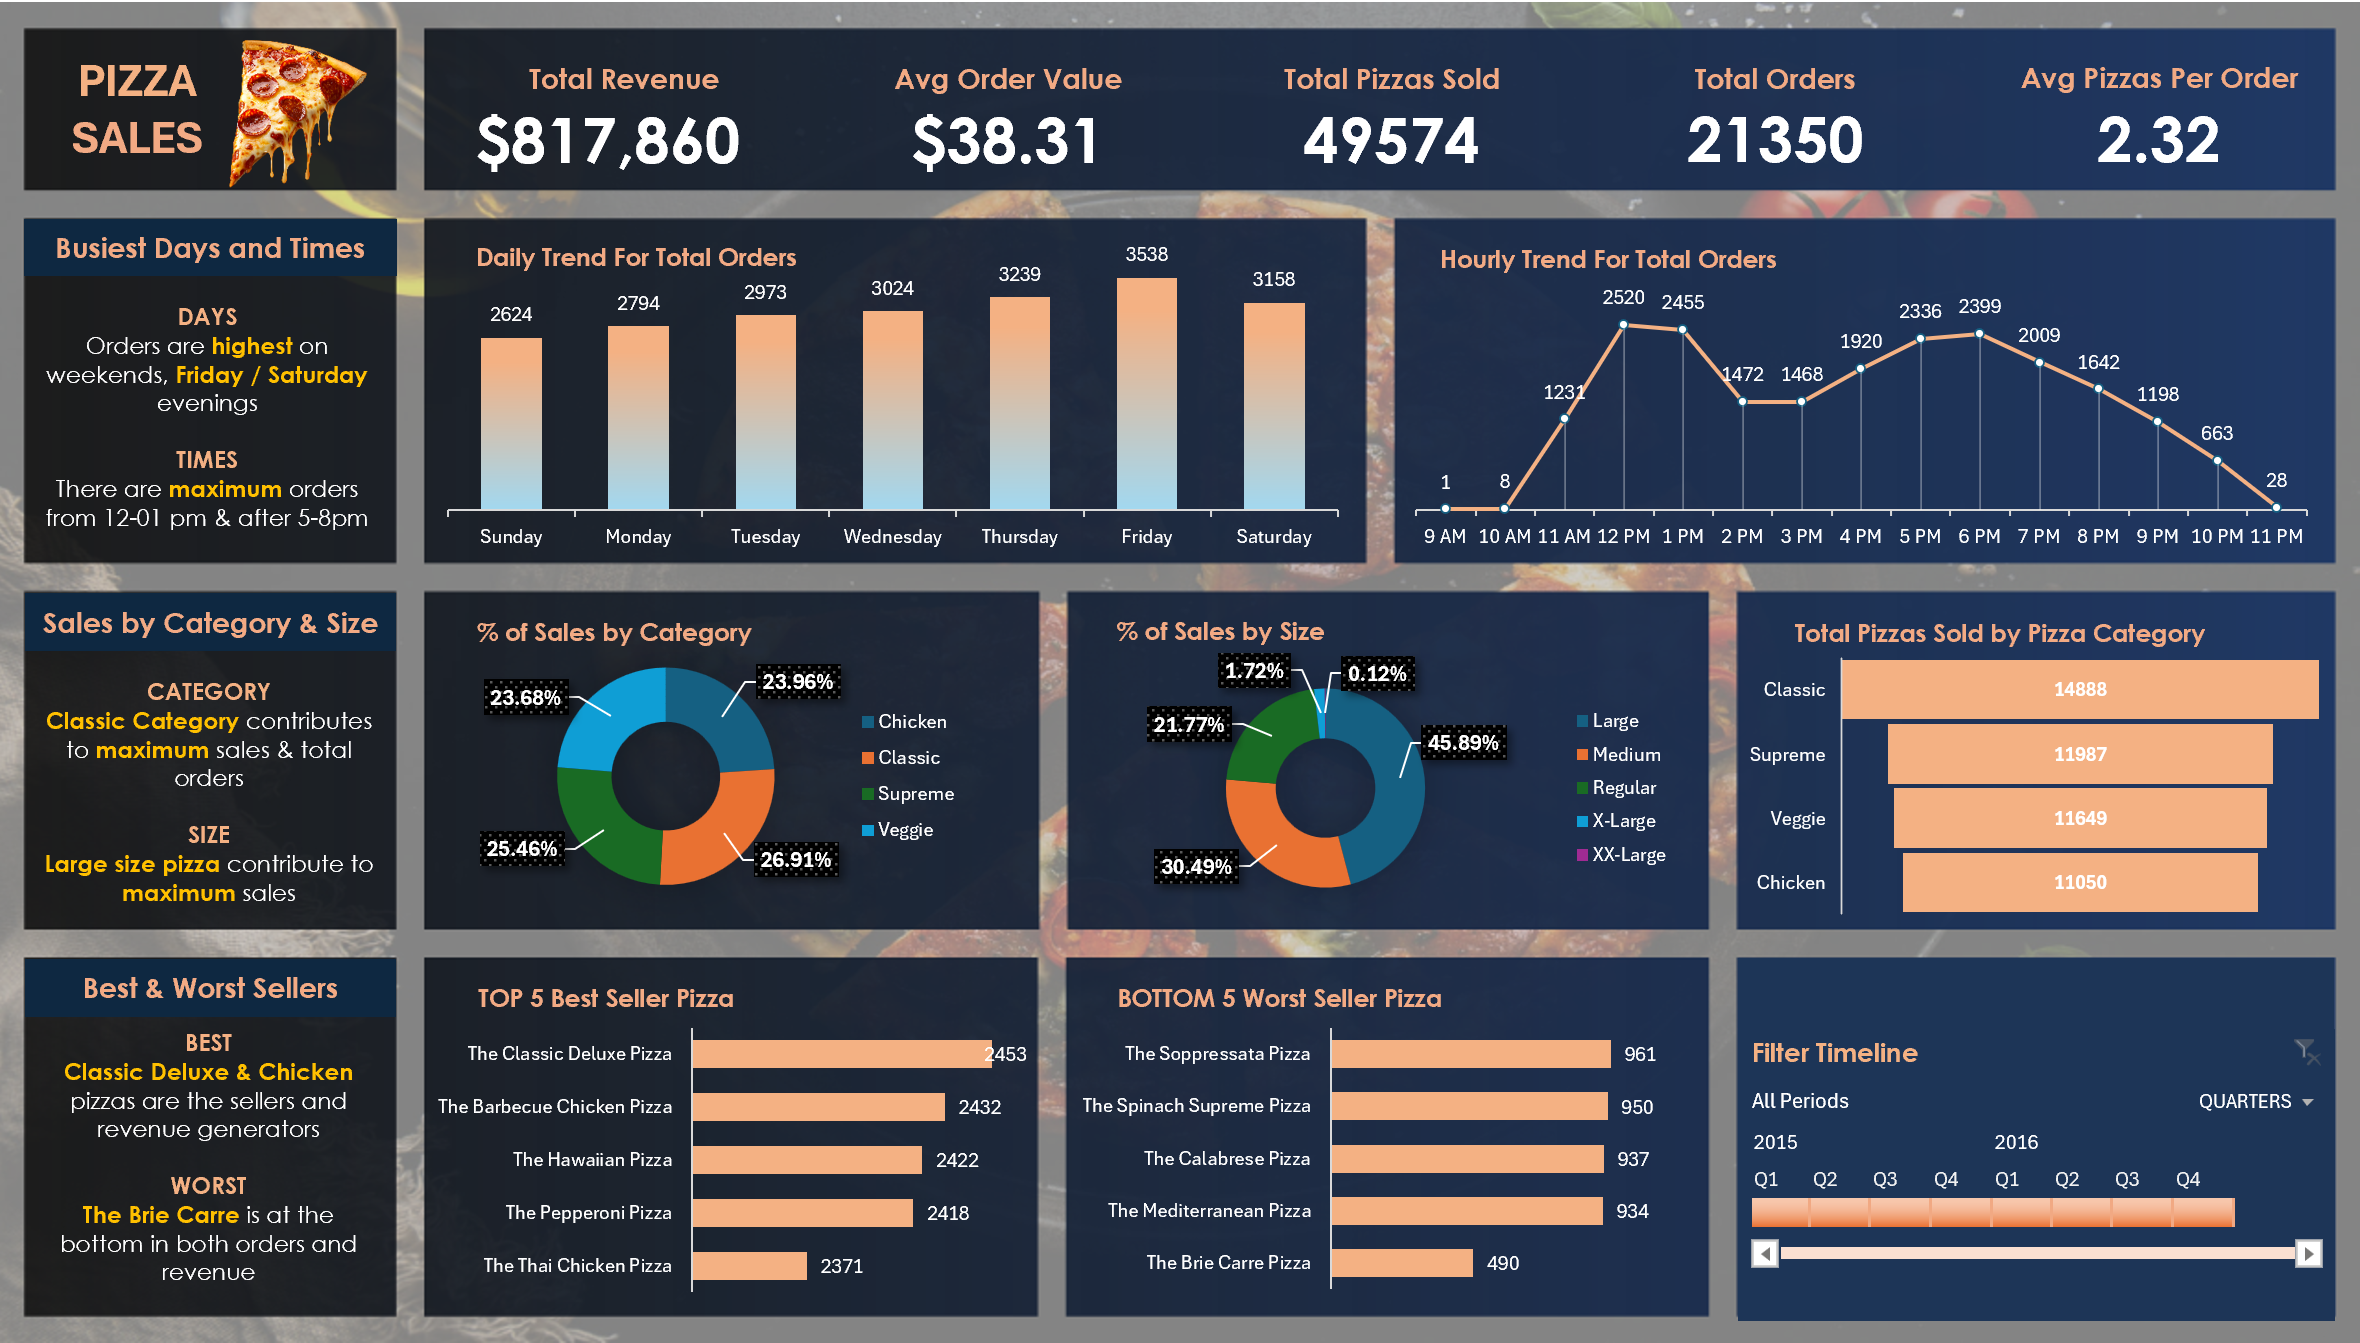 PIZZA
SALES
Total Revenue
$817,860
Avg Order Value
$38.31
Total Pizzas Sold
49574
Total Orders
21350
Avg Pizzas Per Order
2.32
Busiest Days and Times
DAYS
Orders are highest on
weekends, Friday / Saturday
evenings
TIMES
There are maximum orders
from 12-01 pm & after 5-8pm
Daily Trend For Total Orders
2624
2794
2973
3024
3239
3538
3158
Sunday
Monday
Tuesday
Wednesday
Thursday
Friday
Saturday
Hourly Trend For Total Orders
1
8
1231
2520
2455
1472
1468
1920
2336
2399
2009
1642
1198
663
28
9 AM
10 AM
11 AM
12 PM
1 PM
2 PM
3 PM
4 PM
5 PM
6 PM
7 PM
8 PM
9 PM
10 PM
11 PM
Sales by Category & Size
CATEGORY
Classic Category contributes
to maximum sales & total
orders
SIZE
Large size pizza contribute to
maximum sales
% of Sales by Category
23.68%
23.96%
25.46%
26.91%
Chicken
Classic
Supreme
Veggie
% of Sales by Size
1.72%
0.12%
21.77%
45.89%
30.49%
Large
Medium
Regular
X-Large
XX-Large
Total Pizzas Sold by Pizza Category
Classic 14888
Supreme 11987
Veggie 11649
Chicken 11050
Best & Worst Sellers
BEST
Classic Deluxe & Chicken
pizzas are the sellers and
revenue generators
WORST
The Brie Carre is at the
bottom in both orders and
revenue
TOP 5 Best Seller Pizza
The Classic Deluxe Pizza 2453
The Barbecue Chicken Pizza 2432
The Hawaiian Pizza 2422
The Pepperoni Pizza 2418
The Thai Chicken Pizza 2371
BOTTOM 5 Worst Seller Pizza
The Soppressata Pizza 961
The Spinach Supreme Pizza 950
The Calabrese Pizza 937
The Mediterranean Pizza 934
The Brie Carre Pizza 490
Filter Timeline
All Periods
QUARTERS
2015 2016
Q1 Q2 Q3 Q4 Q1 Q2 Q3 Q4